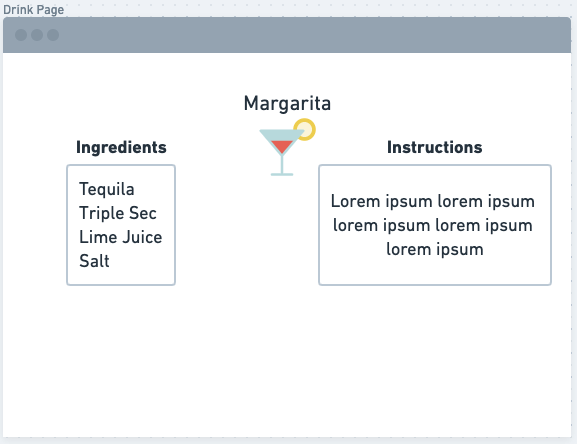 Drink Page
Margarita
Ingredients
Tequila
Triple Sec
Lime Juice
Salt
Instructions
Lorem ipsum lorem ipsum
lorem ipsum lorem ipsum
lorem ipsum